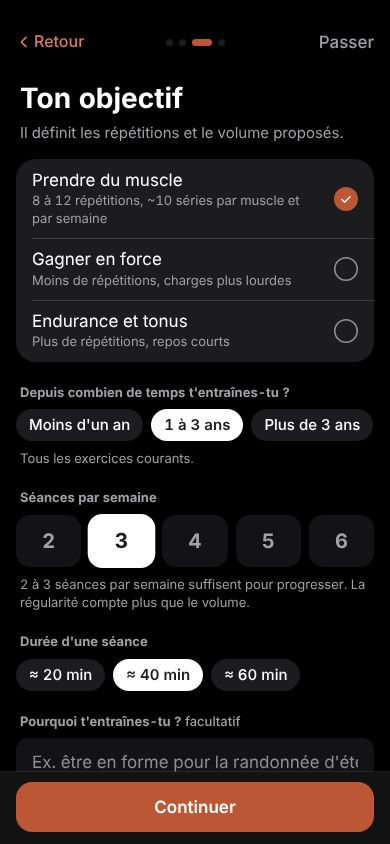 Retour
Passer
Ton objectif
Il définit les répétitions et le volume proposés.
Prendre du muscle
8 à 12 répétitions, ~10 séries par muscle et
par semaine
Gagner en force
Moins de répétitions, charges plus lourdes
Endurance et tonus
Plus de répétitions, repos courts
Depuis combien de temps t'entraînes-tu ?
Moins d'un an
1 à 3 ans
Plus de 3 ans
Tous les exercices courants.
Séances par semaine
2
3
4
5
6
2 à 3 séances par semaine suffisent pour progresser. La
régularité compte plus que le volume.
Durée d'une séance
≈ 20 min
≈ 40 min
≈ 60 min
Pourquoi t'entraînes-tu ? facultatif
Ex. être en forme pour la randonnée d'été
Continuer